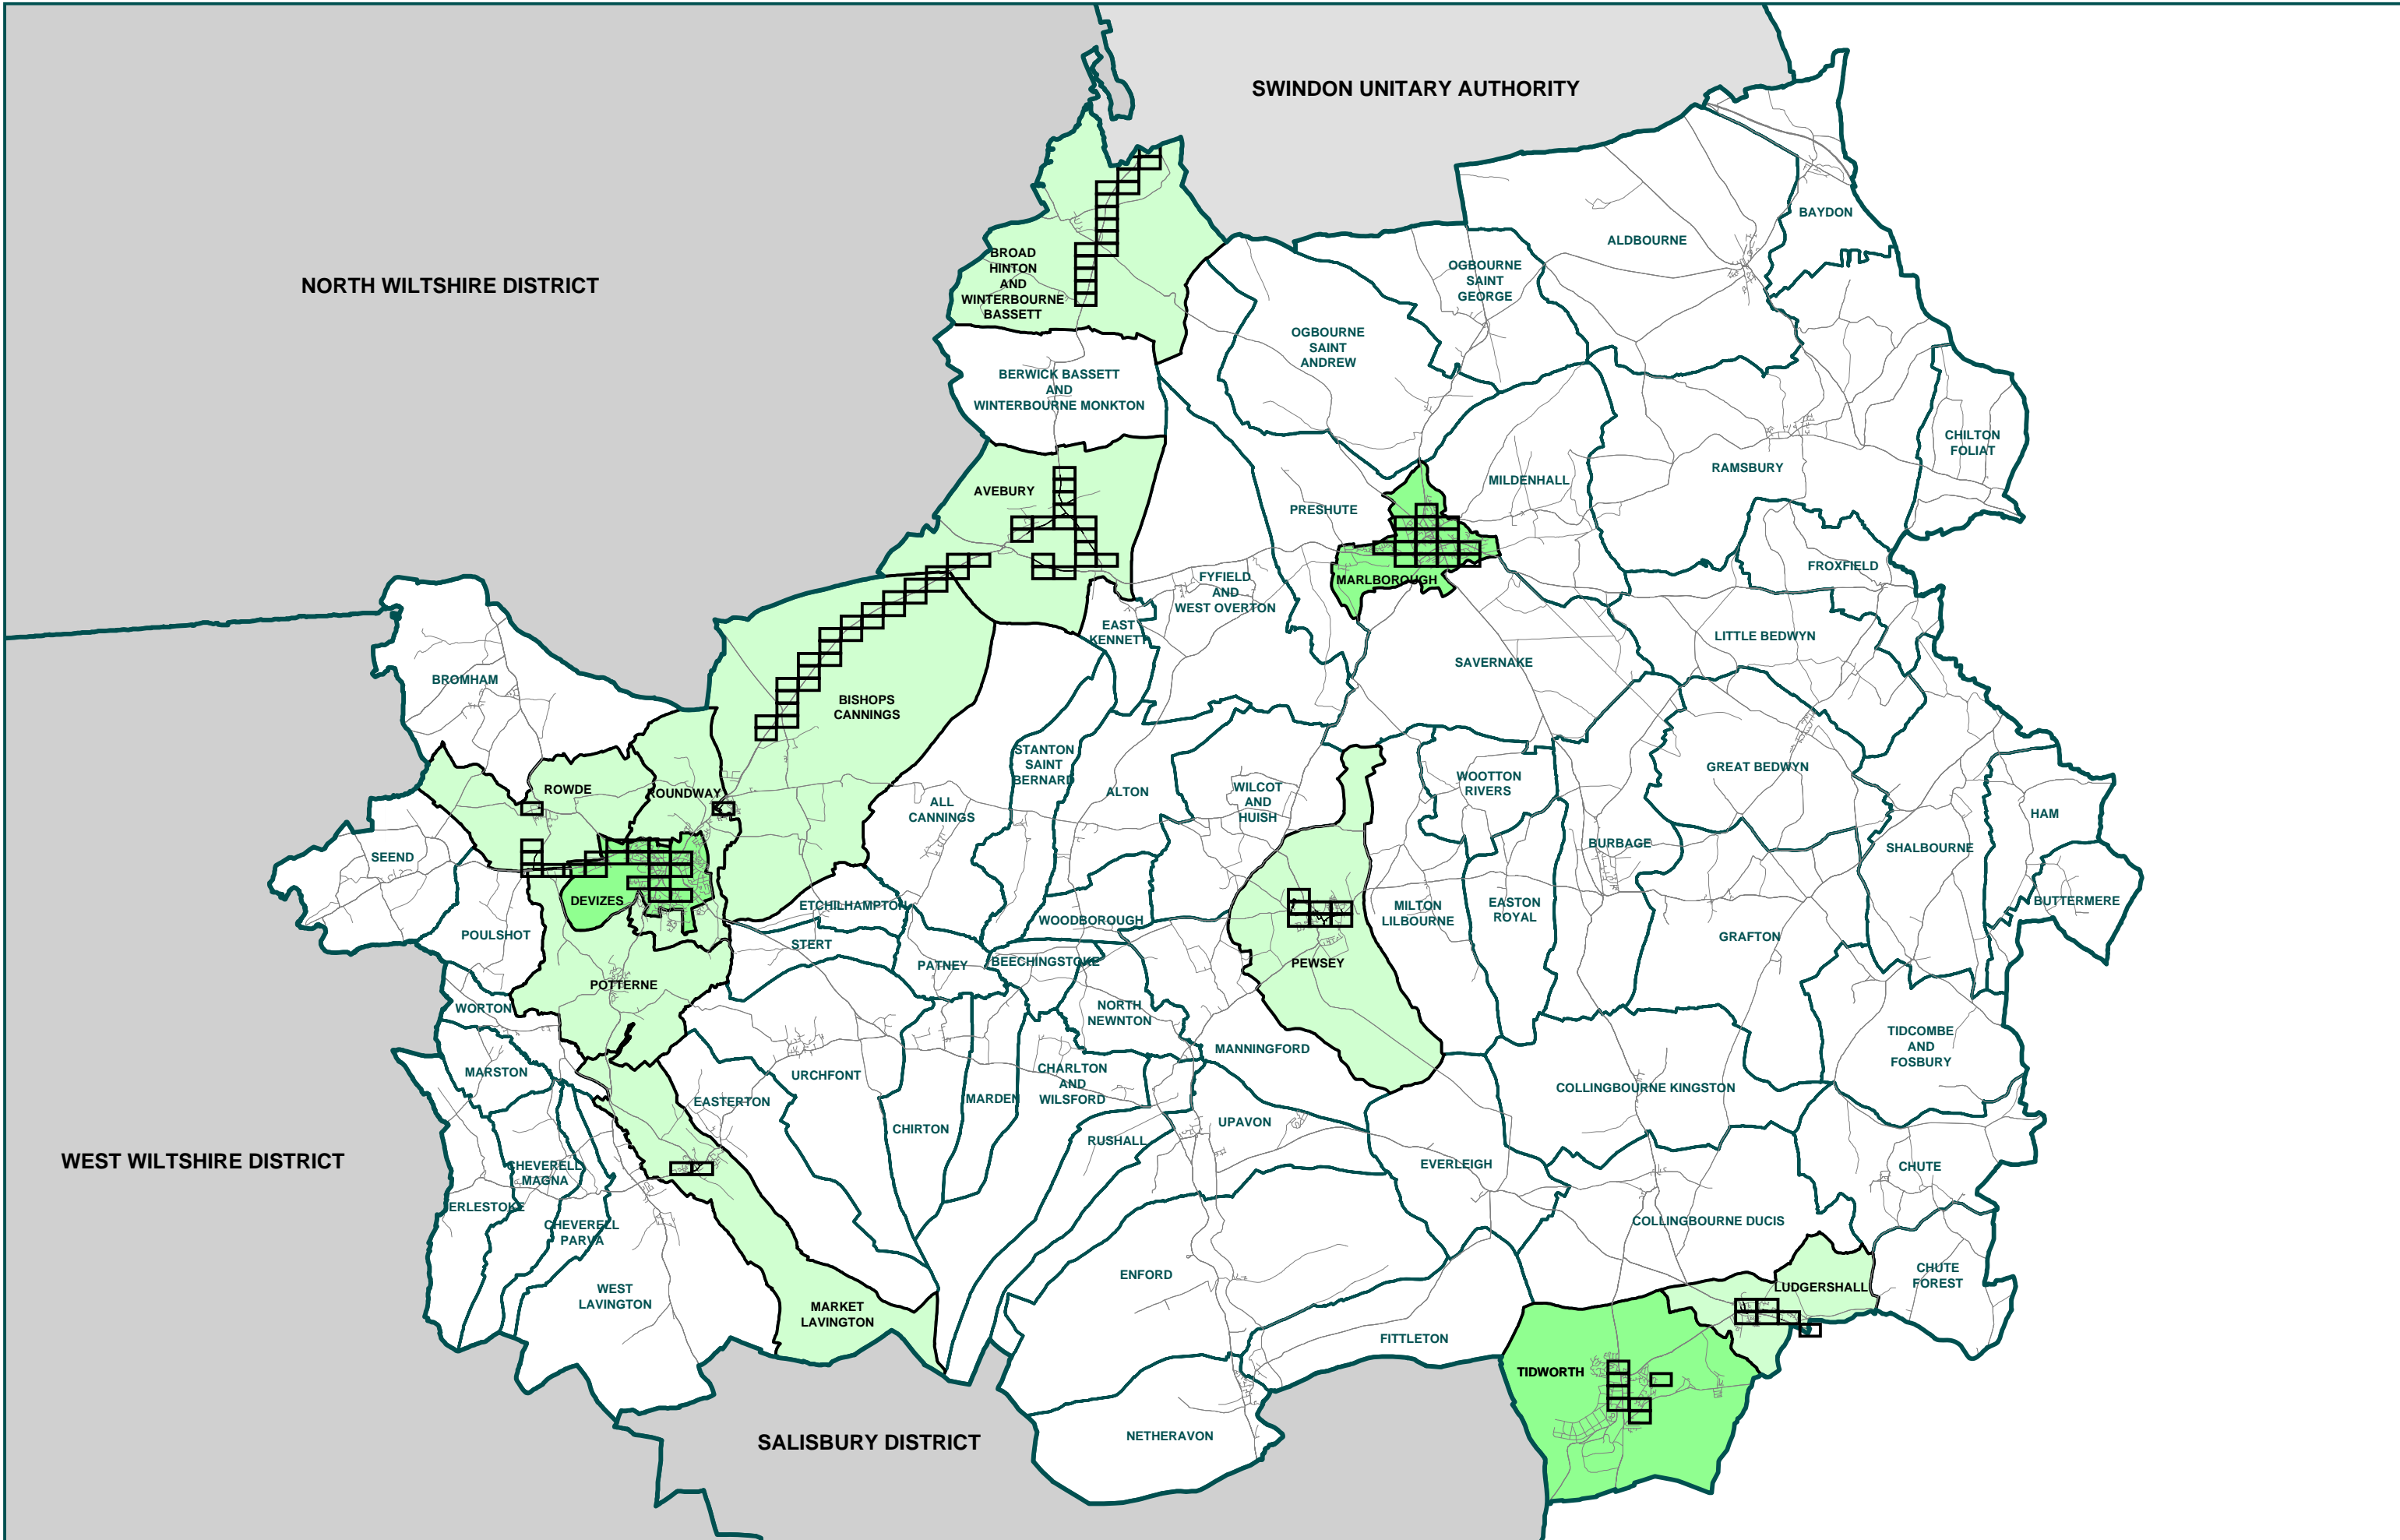 SWINDON UNITARY AUTHORITY
NORTH WILTSHIRE DISTRICT
BAYDON
ALDBOURNE
BROAD
HINTON
AND
WINTERBOURNE
BASSETT
OGBOURNE
SAINT
GEORGE
OGBOURNE
SAINT
ANDREW
BERWICK BASSETT
AND
WINTERBOURNE MONKTON
CHILTON
FOLIAT
RAMSBURY
MILDENHALL
AVEBURY
PRESHUTE
FROXFIELD
MARLBOROUGH
FYFIELD
AND
WEST OVERTON
EAST
KENNETT
LITTLE BEDWYN
SAVERNAKE
BROMHAM
BISHOPS
CANNINGS
STANTON
SAINT
BERNARD
GREAT BEDWYN
WOOTTON
RIVERS
ROWDE
ROUNDWAY
ALL
CANNINGS
ALTON
WILCOT
AND
HUISH
HAM
BURBAGE
SHALBOURNE
SEEND
DEVIZES
ETCHILHAMPTON
WOODBOROUGH
MILTON
LILBOURNE
EASTON
ROYAL
BUTTERMERE
POULSHOT
STERT
GRAFTON
PATNEY
BEECHINGSTOKE
PEWSEY
POTTERNE
WORTON
NORTH
NEWNTON
TIDCOMBE
AND
FOSBURY
MANNINGFORD
MARSTON
URCHFONT
CHARLTON
AND
WILSFORD
COLLINGBOURNE KINGSTON
EASTERTON
MARDEN
CHIRTON
UPAVON
RUSHALL
WEST WILTSHIRE DISTRICT
CHEVERELL
MAGNA
EVERLEIGH
CHUTE
ERLESTOKE
CHEVERELL
PARVA
COLLINGBOURNE DUCIS
ENFORD
WEST
LAVINGTON
MARKET
LAVINGTON
LUDGERSHALL
CHUTE
FOREST
FITTLETON
TIDWORTH
NETHERAVON
SALISBURY DISTRICT